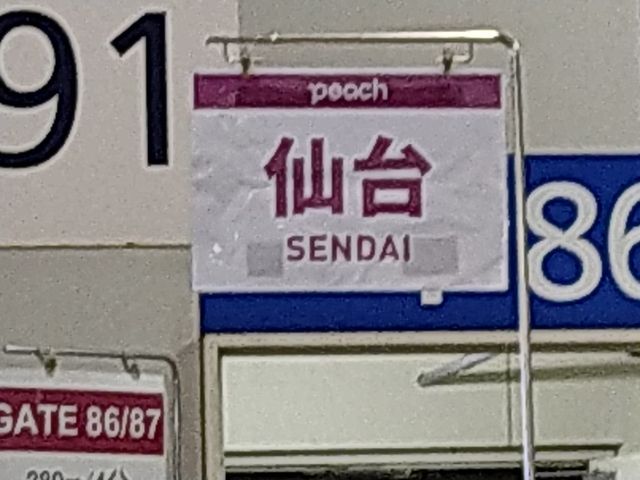 91
peach
仙台
SENDAI
86
GATE 86/87